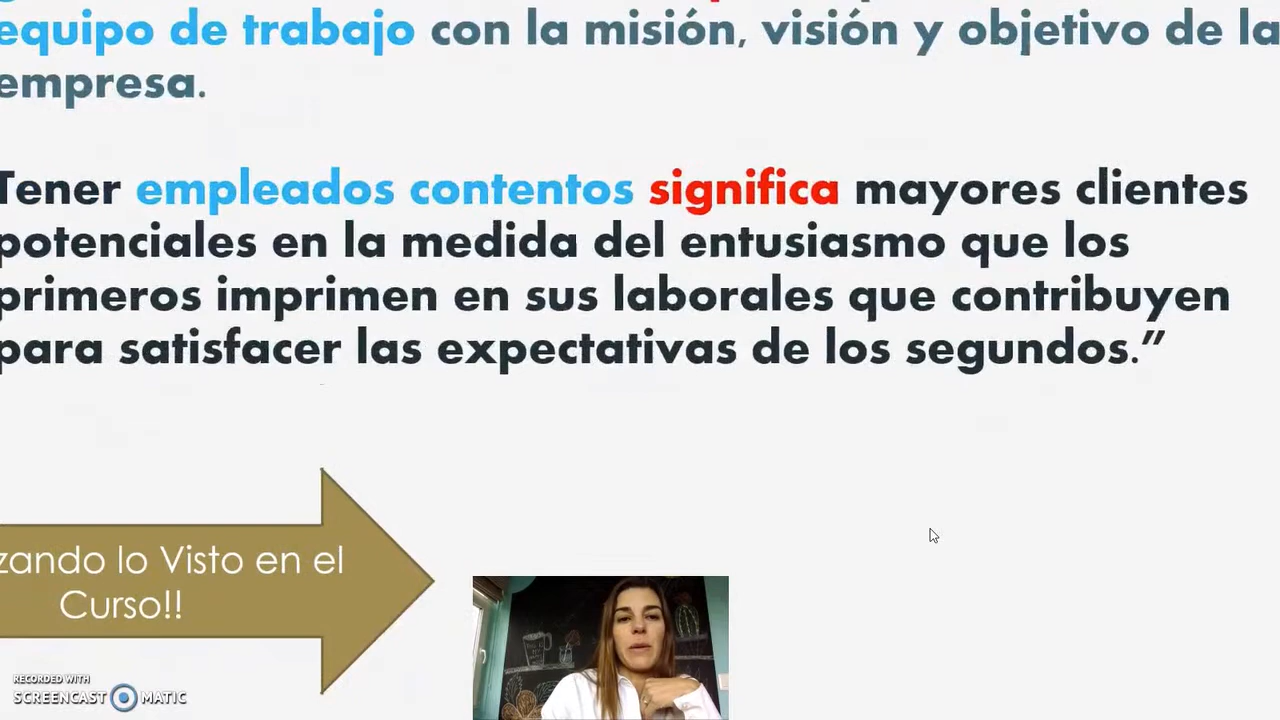 equipo de trabajo con la misión, visión y objetivo de la
empresa.
Tener empleados contentos significa mayores clientes
potenciales en la medida del entusiasmo que los
primeros imprimen en sus laborales que contribuyen
para satisfacer las expectativas de los segundos.”
zando lo Visto en el
Curso!!
RECORDED WITH
SCREENCAST MATIC